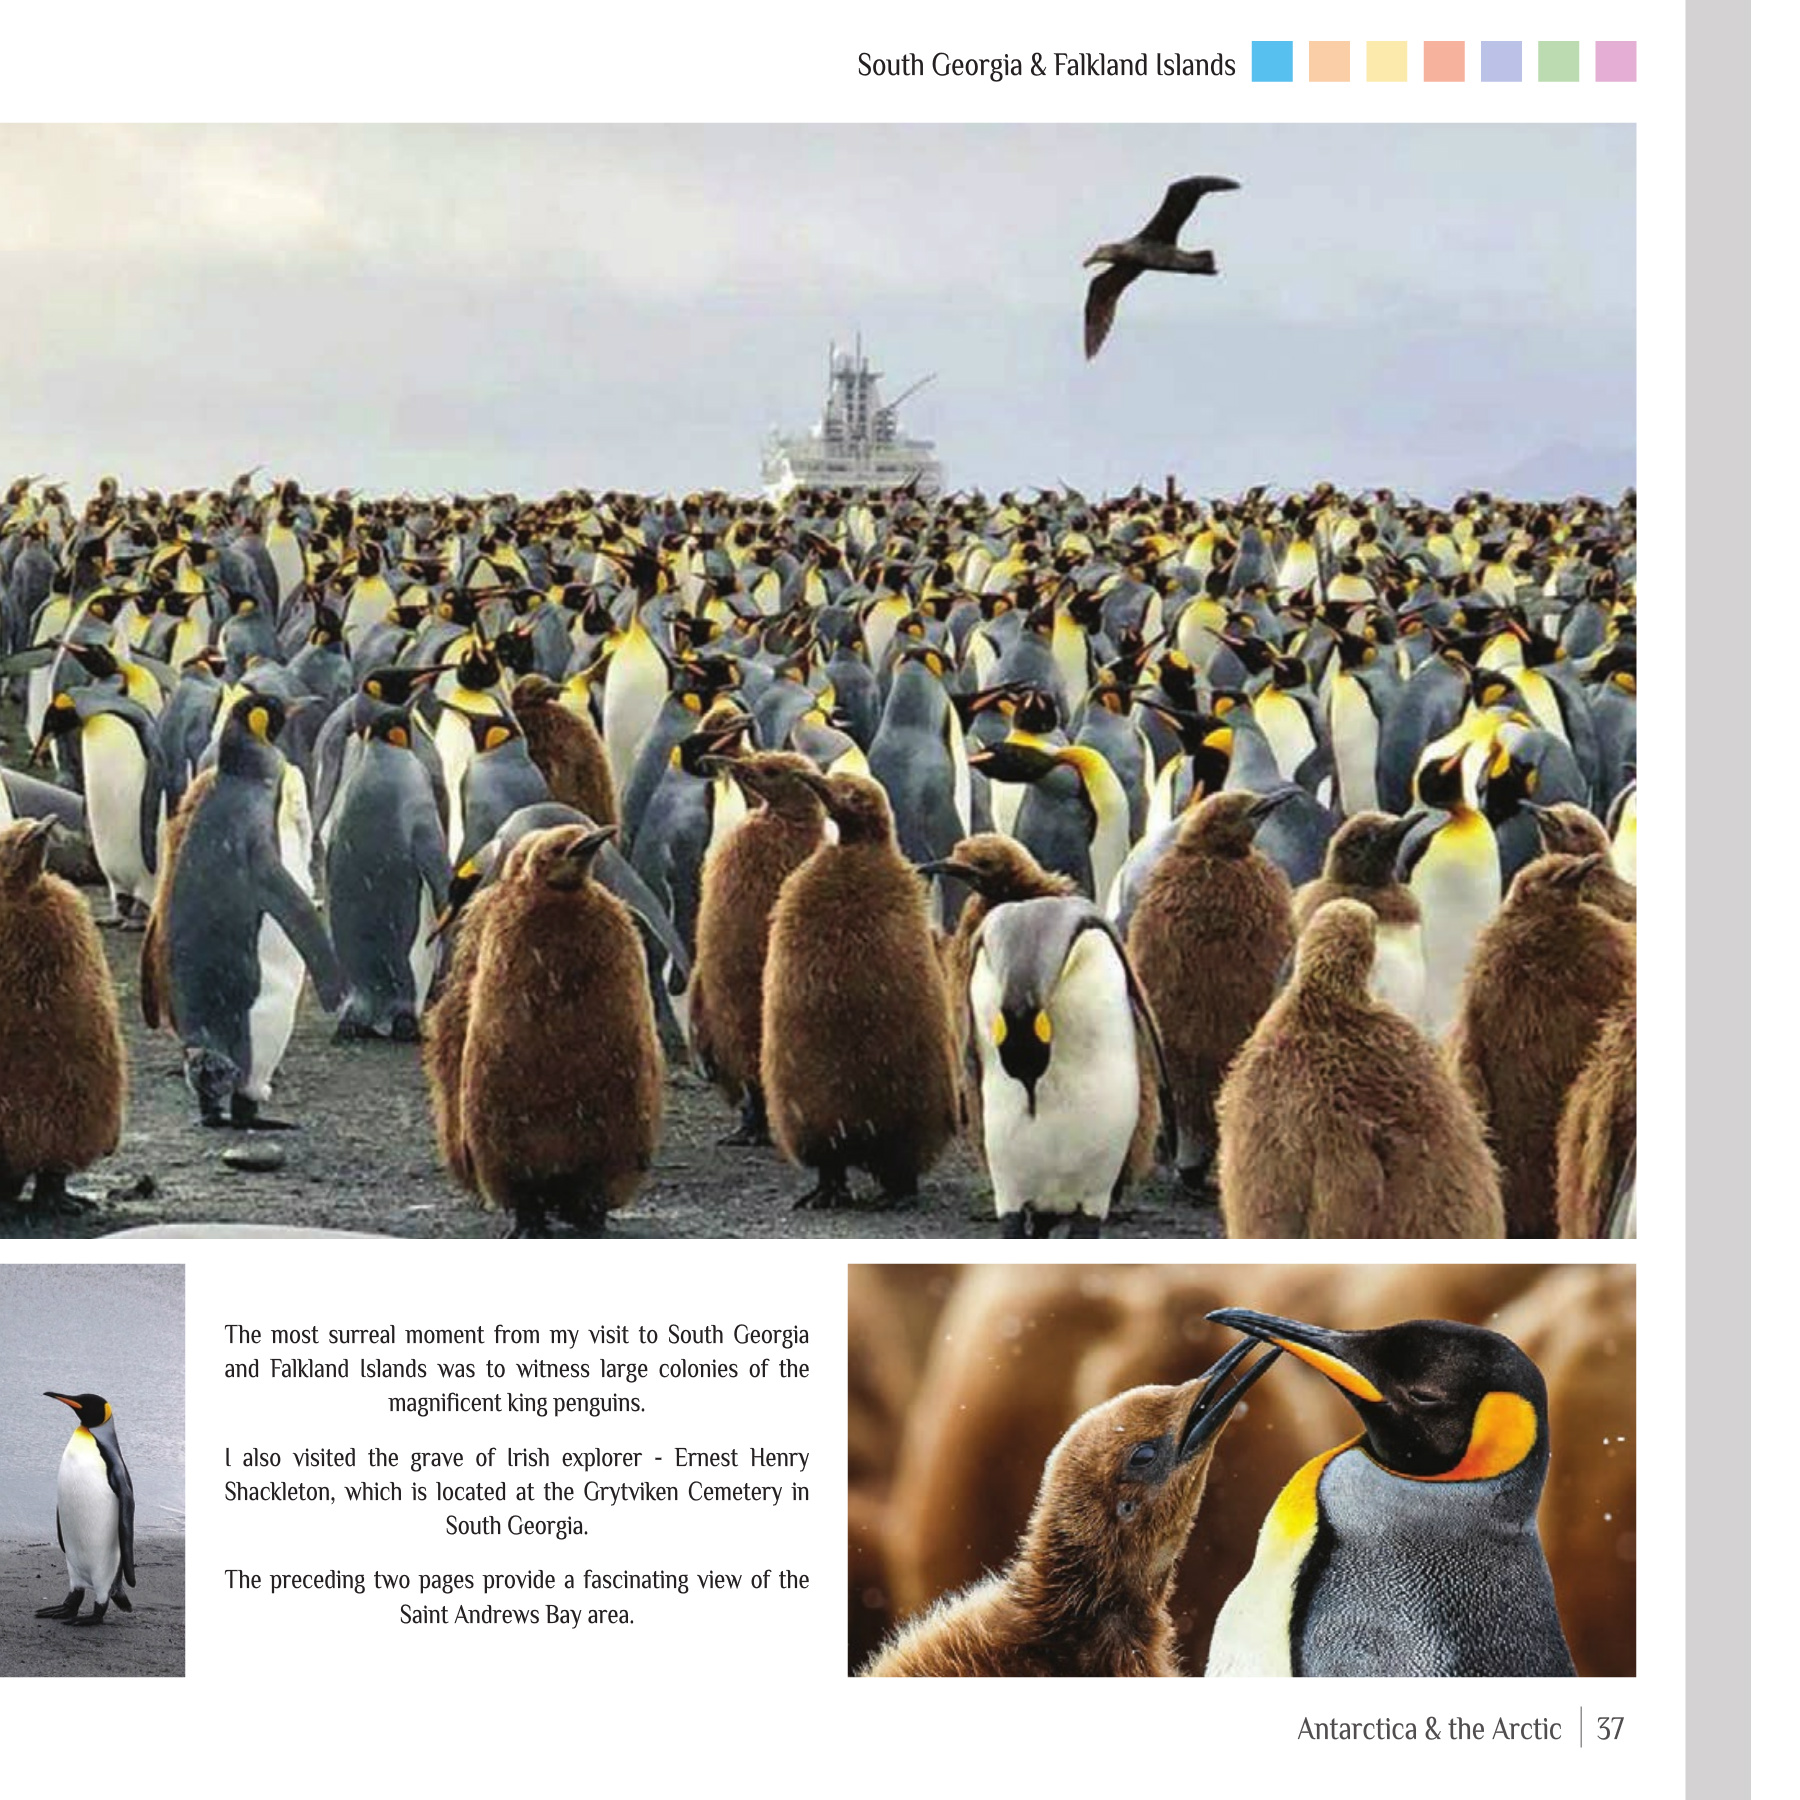 South Georgia & Falkland Islands
The most surreal moment from my visit to South Georgia
and Falkland Islands was to witness large colonies of the
magnificent king penguins.
I also visited the grave of Irish explorer - Ernest Henry
Shackleton, which is located at the Grytviken Cemetery in
South Georgia.
The preceding two pages provide a fascinating view of the
Saint Andrews Bay area.
Antarctica & the Arctic | 37